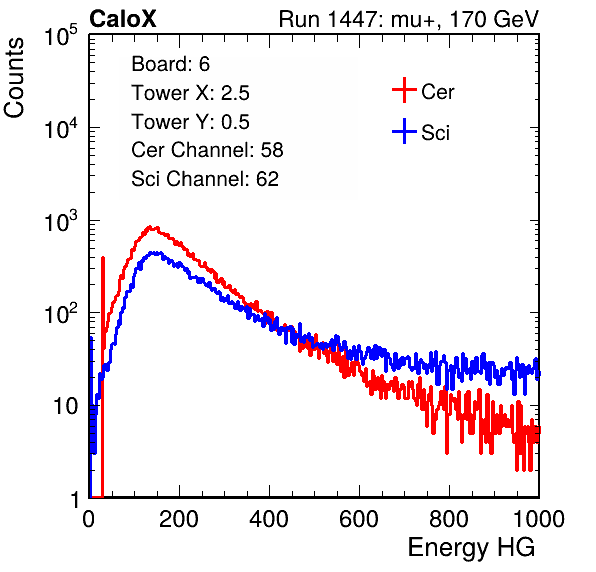 CaloX Run 1447: mu+, 170 GeV
Counts
Board: 6
Tower X: 2.5
Tower Y: 0.5
Cer Channel: 58
Sci Channel: 62
Cer
Sci
10^5
10^4
10^3
10^2
10
1
0 200 400 600 800 1000
Energy HG